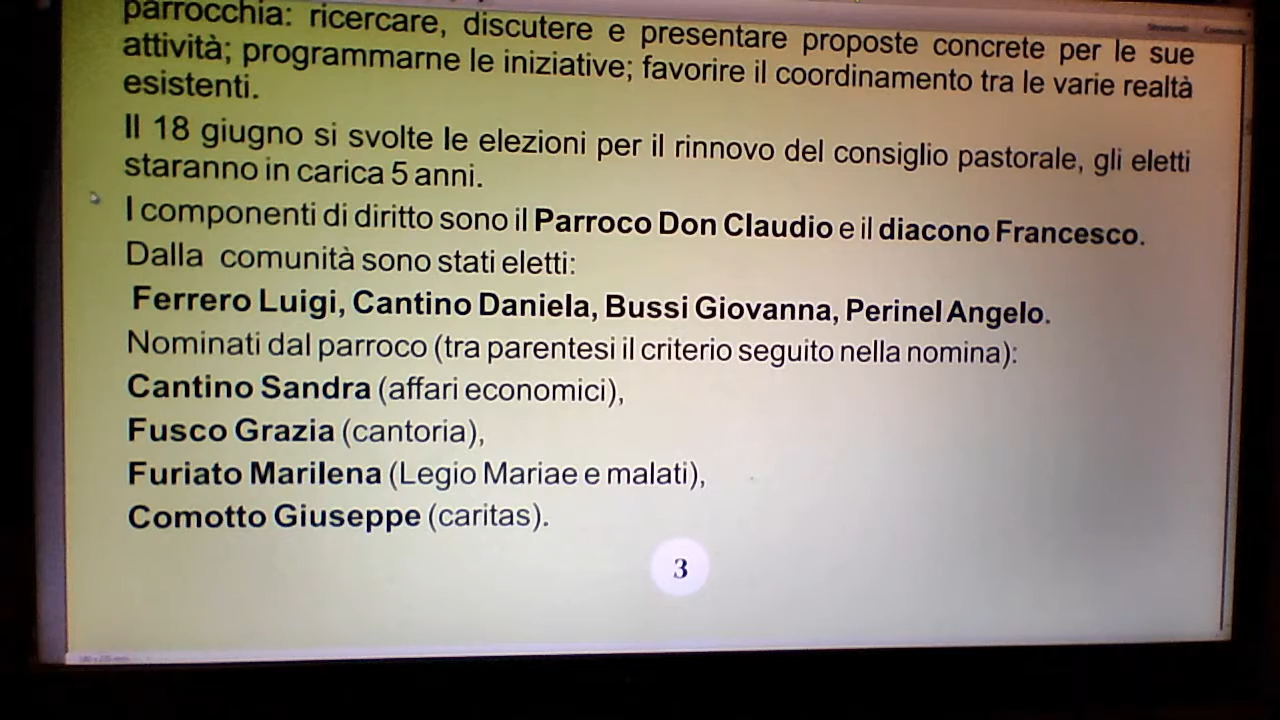 parrocchia: ricercare, discutere e presentare proposte concrete per le sue
attività; programmarne le iniziative; favorire il coordinamento tra le varie realtà
esistenti.
Il 18 giugno si svolte le elezioni per il rinnovo del consiglio pastorale, gli eletti
staranno in carica 5 anni.
I componenti di diritto sono il Parroco Don Claudio e il diacono Francesco.
Dalla comunità sono stati eletti:
Ferrero Luigi, Cantino Daniela, Bussi Giovanna, Perinel Angelo.
Nominati dal parroco (tra parentesi il criterio seguito nella nomina):
Cantino Sandra (affari economici),
Fusco Grazia (cantoria),
Furiato Marilena (Legio Mariae e malati),
Comotto Giuseppe (caritas).
3